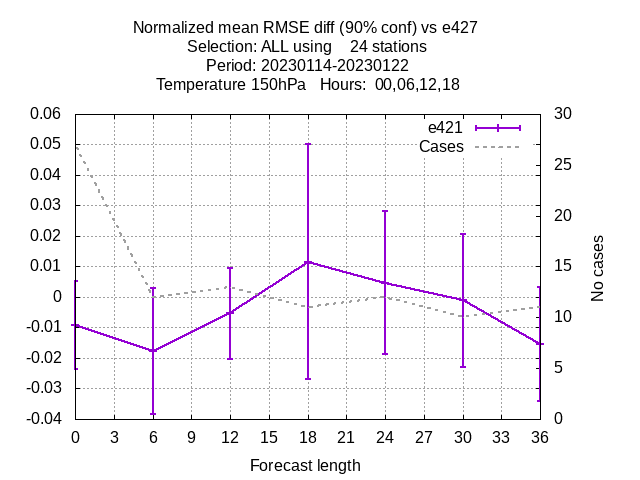 Normalized mean RMSE diff (90% conf) vs e427
Selection: ALL using    24 stations
Period: 20230114-20230122
Temperature 150hPa   Hours:  00,06,12,18
0.06
0.05
0.04
0.03
0.02
0.01
0
-0.01
-0.02
-0.03
-0.04
e421
Cases
30
25
20
15
10
5
0
No cases
0 3 6 9 12 15 18 21 24 27 30 33 36
Forecast length